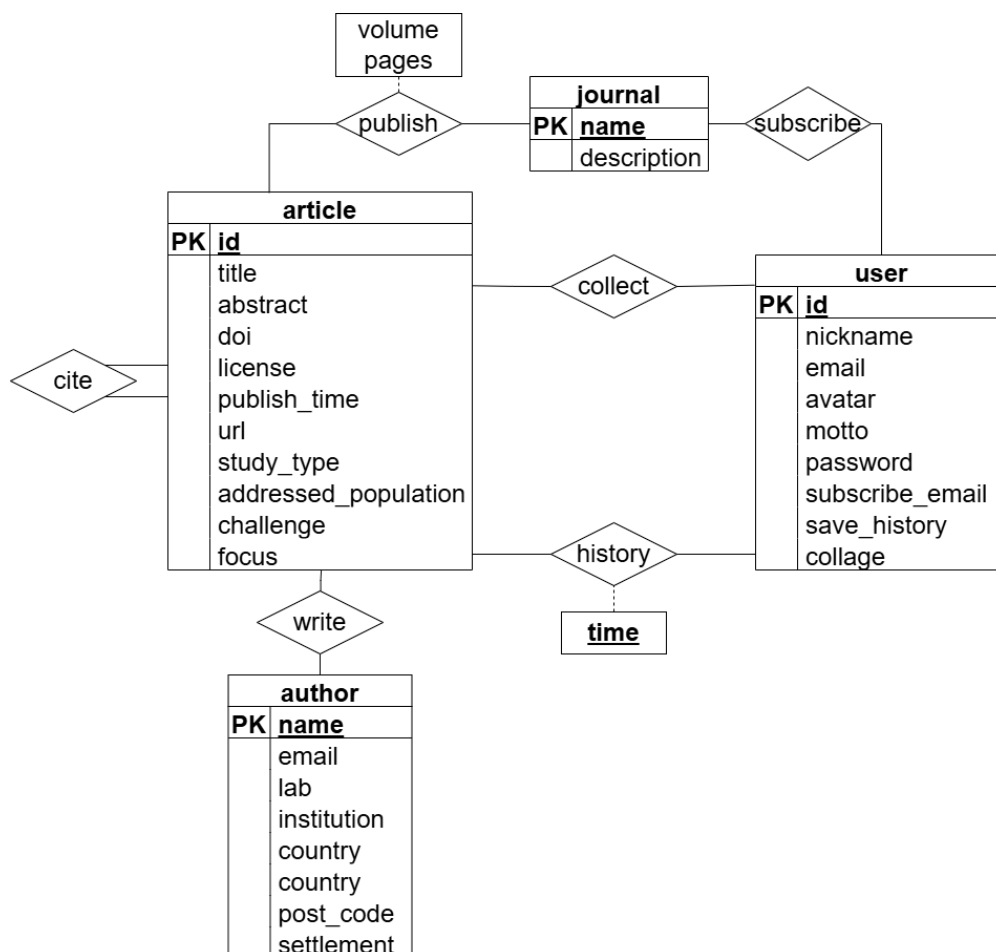 volume
pages
publish
journal
PK name
description
subscribe
article
PK id
title
abstract
doi
license
publish_time
url
study_type
addressed_population
challenge
focus
collect
user
PK id
nickname
email
avatar
motto
password
subscribe_email
save_history
collage
cite
history
time
write
author
PK name
email
lab
institution
country
country
post_code
settlement